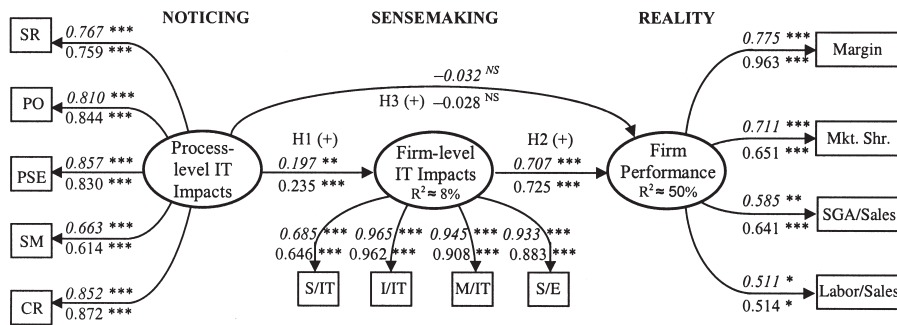 NOTICING
SENSEMAKING
REALITY
SR
0.767 ***
0.759 ***
PO
0.810 ***
0.844 ***
PSE
0.857 ***
0.830 ***
SM
0.663 ***
0.614 ***
CR
0.852 ***
0.872 ***
Process-
level IT
Impacts
H1 (+)
0.197 **
0.235 ***
−0.032 NS
H3 (+) −0.028 NS
Firm-level
IT Impacts
R² ≈ 8%
H2 (+)
0.707 ***
0.725 ***
0.685 ***
0.646 ***
S/IT
0.965 ***
0.962 ***
I/IT
0.945 ***
0.908 ***
M/IT
0.933 ***
0.883 ***
S/E
Firm
Performance
R² ≈ 50%
0.775 ***
0.963 ***
Margin
0.711 ***
0.651 ***
Mkt. Shr.
0.585 **
0.641 ***
SGA/Sales
0.511 *
0.514 *
Labor/Sales